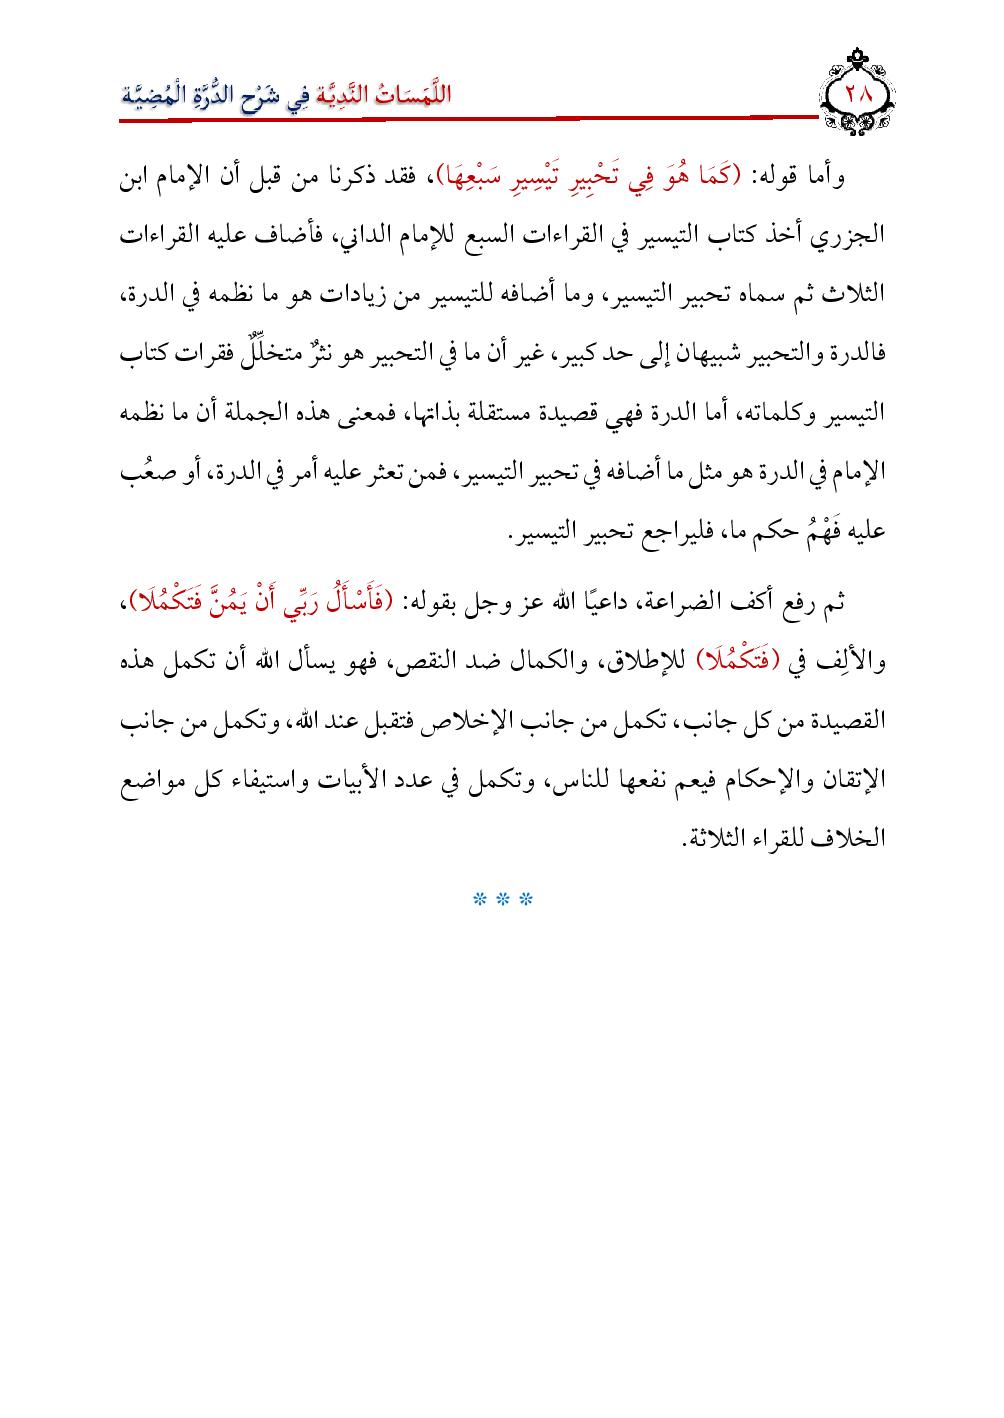 ٢٨
اللَّمَسَاتُ النَّدِيَّة فِي شَرْح الدُّرَّةِ الْمُضِيَّة
وأما قوله: (كَمَا هُوَ فِي تَحْبِيرِ تَيْسِيرِ سَبْعِهَا)، فقد ذكرنا من قبل أن الإمام ابن
الجزري أخذ كتاب التيسير في القراءات السبع للإمام الداني، فأضاف عليه القراءات
الثلاث ثم سماه تحبير التيسير، وما أضافه للتيسير من زيادات هو ما نظمه في الدرة،
فالدرة والتحبير شبيهان إلى حد كبير، غير أن ما في التحبير هو نثرٌ متخلِّلٌ فقرات كتاب
التيسير وكلماته، أما الدرة فهي قصيدة مستقلة بذاتها، فمعنى هذه الجملة أن ما نظمه
الإمام في الدرة هو مثل ما أضافه في تحبير التيسير، فمن تعثر عليه أمر في الدرة، أو صعُب
عليه فَهْمُ حكم ما، فليراجع تحبير التيسير.
ثم رفع أكف الضراعة، داعيًا الله عز وجل بقوله: (فَأَسْأَلُ رَبِّي أَنْ يَمُنَّ فَتَكْمُلَا)،
والألِف في (فَتَكْمُلَا) للإطلاق، والكمال ضد النقص، فهو يسأل الله أن تكمل هذه
القصيدة من كل جانب، تكمل من جانب الإخلاص فتقبل عند الله، وتكمل من جانب
الإتقان والإحكام فيعم نفعها للناس، وتكمل في عدد الأبيات واستيفاء كل مواضع
الخلاف للقراء الثلاثة.
* * *